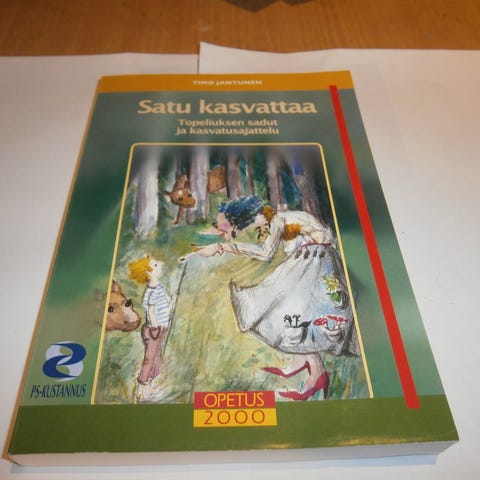 TIMO JANTUNEN
Satu kasvattaa
Topeliuksen sadut
ja kasvatusajattelu
PS-KUSTANNUS
OPETUS
2000